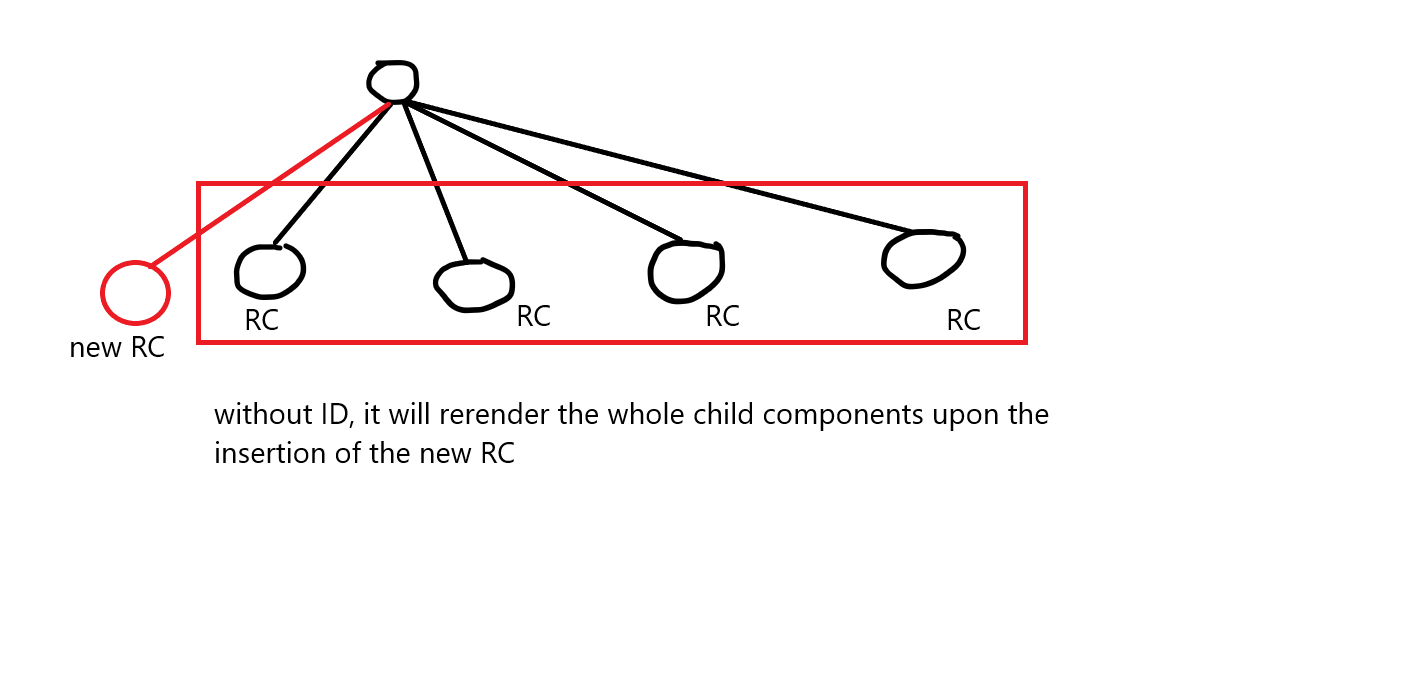 RC
RC
RC
RC
new RC
without ID, it will rerender the whole child components upon the
insertion of the new RC